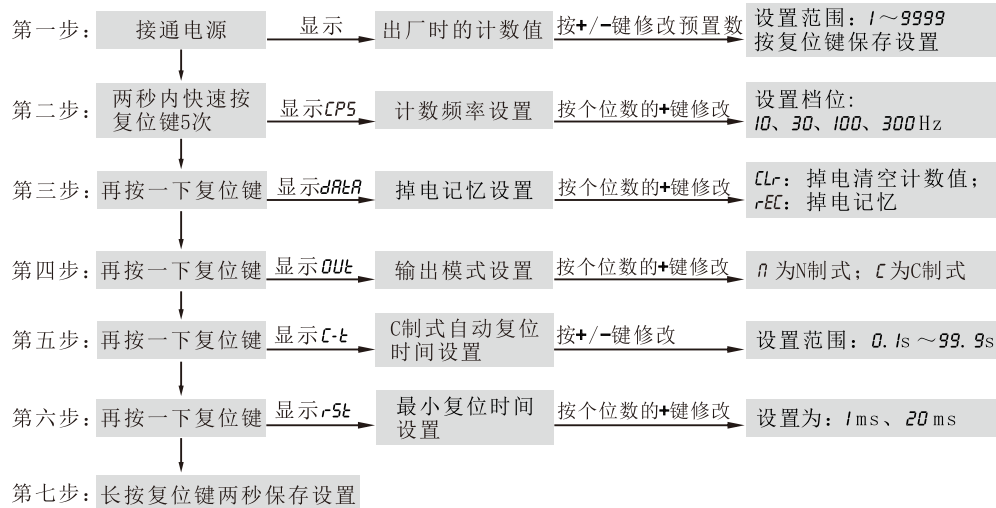 第一步：接通电源 显示 出厂时的计数值 按+/-键修改预置数 设置范围：1～9999
按复位键保存设置
第二步：两秒内快速按
复位键5次 显示CPS 计数频率设置 按个位数的+键修改 设置档位:
10、30、100、300Hz
第三步：再按一下复位键 显示dAtA 掉电记忆设置 按个位数的+键修改 CLr：掉电清空计数值；
rEC：掉电记忆
第四步：再按一下复位键 显示OUt 输出模式设置 按个位数的+键修改 n为N制式；C为C制式
第五步：再按一下复位键 显示C-t C制式自动复位
时间设置 按+/-键修改 设置范围：0.1s～99.9s
第六步：再按一下复位键 显示rSt 最小复位时间
设置 按个位数的+键修改 设置为：1ms、20ms
第七步：长按复位键两秒保存设置